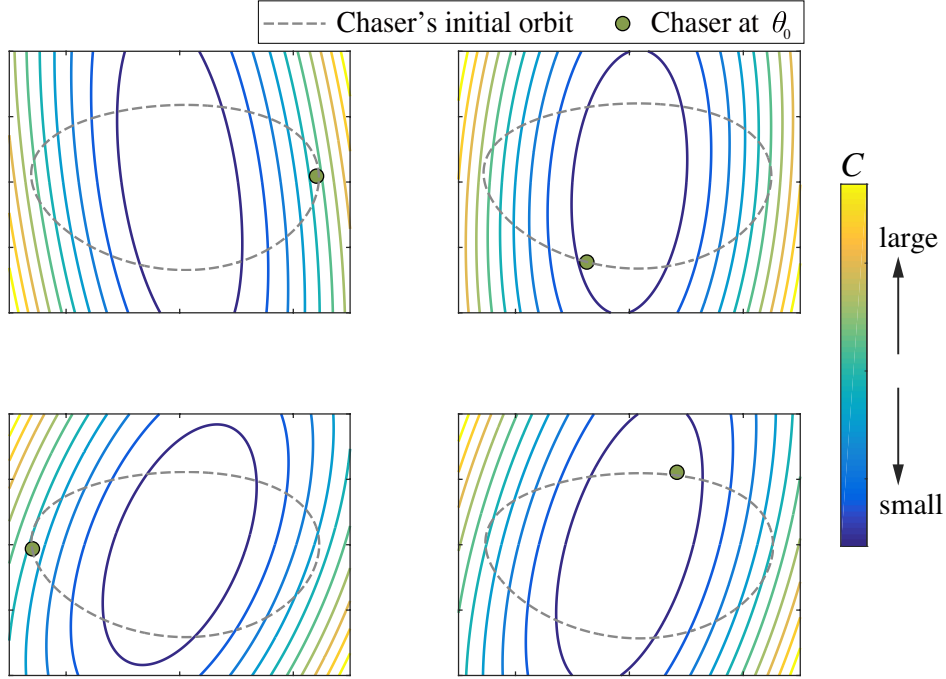 Chaser's initial orbit Chaser at θ₀
C
large
small